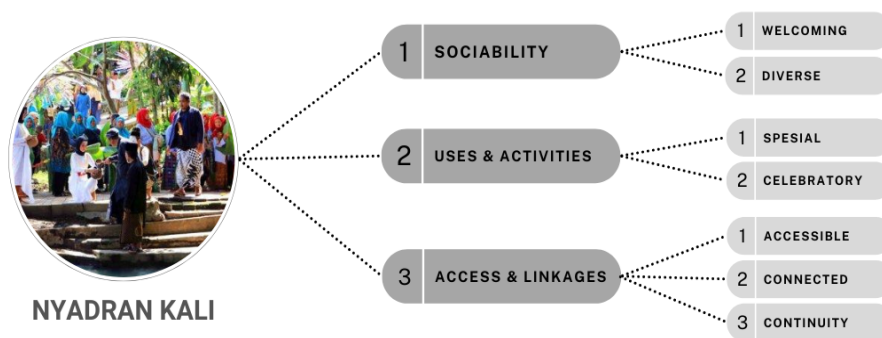 NYADRAN KALI
1 SOCIABILITY
1 WELCOMING
2 DIVERSE
2 USES & ACTIVITIES
1 SPESIAL
2 CELEBRATORY
3 ACCESS & LINKAGES
1 ACCESSIBLE
2 CONNECTED
3 CONTINUITY